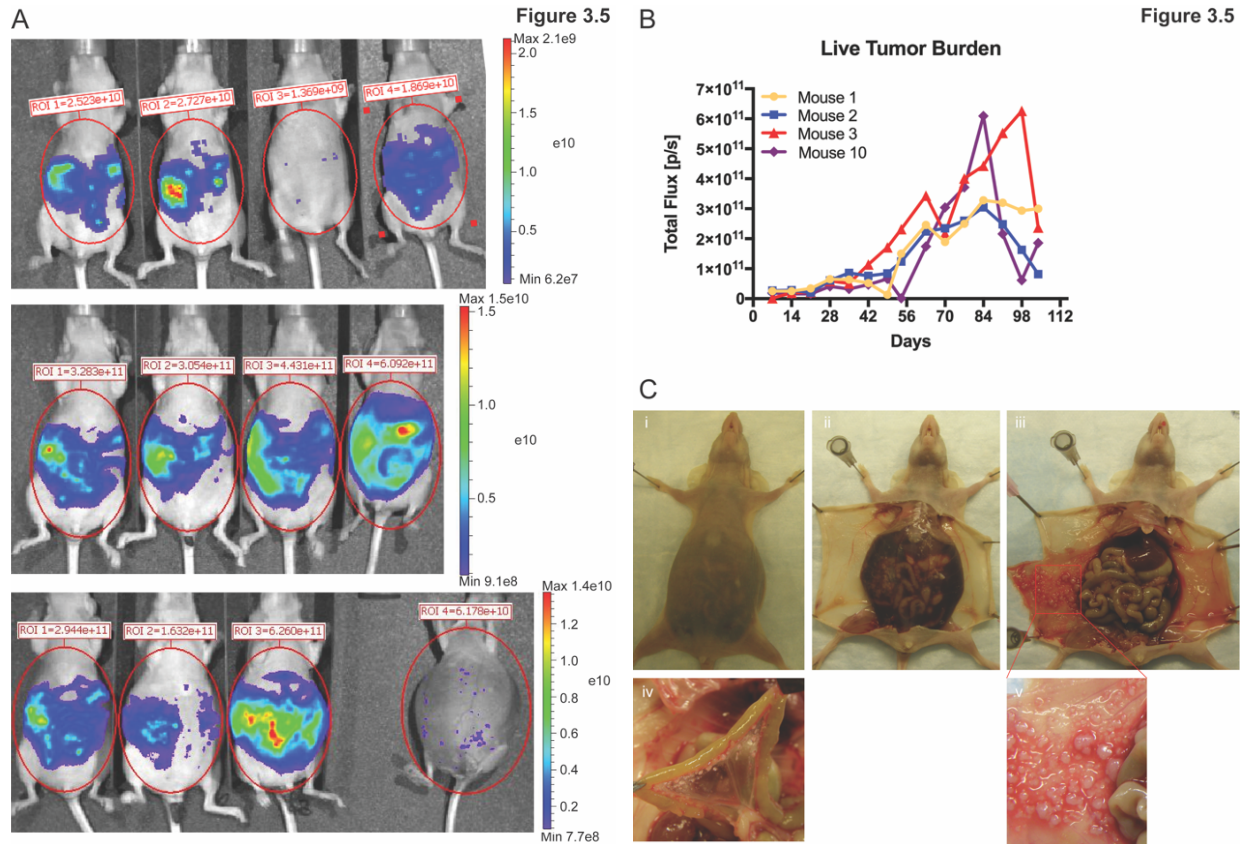 A
Figure 3.5
Max 2.1e9
2.0
1.5
e10
1.0
0.5
Min 6.2e7
ROI 1=2.523e+10
ROI 2=2.727e+10
ROI 3=1.369e+09
ROI 4=1.869e+10
Max 1.5e10
1.5
1.0
e10
0.5
Min 9.1e8
ROI 1=3.283e+11
ROI 2=3.054e+11
ROI 3=4.431e+11
ROI 4=6.092e+11
Max 1.4e10
1.2
1.0
e10
0.8
0.6
0.4
0.2
Min 7.7e8
ROI 1=2.944e+11
ROI 2=1.632e+11
ROI 3=6.260e+11
ROI 4=6.178e+10
B
Figure 3.5
Live Tumor Burden
Total Flux [p/s]
7×10¹¹
6×10¹¹
5×10¹¹
4×10¹¹
3×10¹¹
2×10¹¹
1×10¹¹
0
Mouse 1
Mouse 2
Mouse 3
Mouse 10
0 14 28 42 56 70 84 98 112
Days
C
i
ii
iii
iv
v